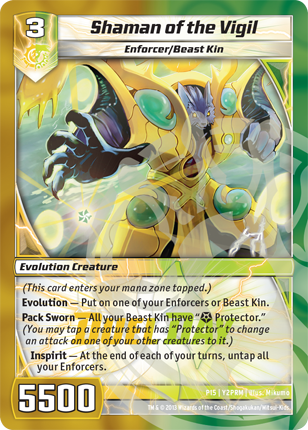 3
Shaman of the Vigil
Enforcer/Beast Kin
Evolution Creature
(This card enters your mana zone tapped.)
Evolution — Put on one of your Enforcers or Beast Kin.
Pack Sworn — All your Beast Kin have “ Protector.”
(You may tap a creature that has “Protector” to change
an attack on one of your other creatures to it.)
Inspirit — At the end of each of your turns, untap all
your Enforcers.
5500
P15 | Y2PRM | Illus. Hikumo
TM & © 2013 Wizards of the Coast/Shogakukan/Mitsui-Kids